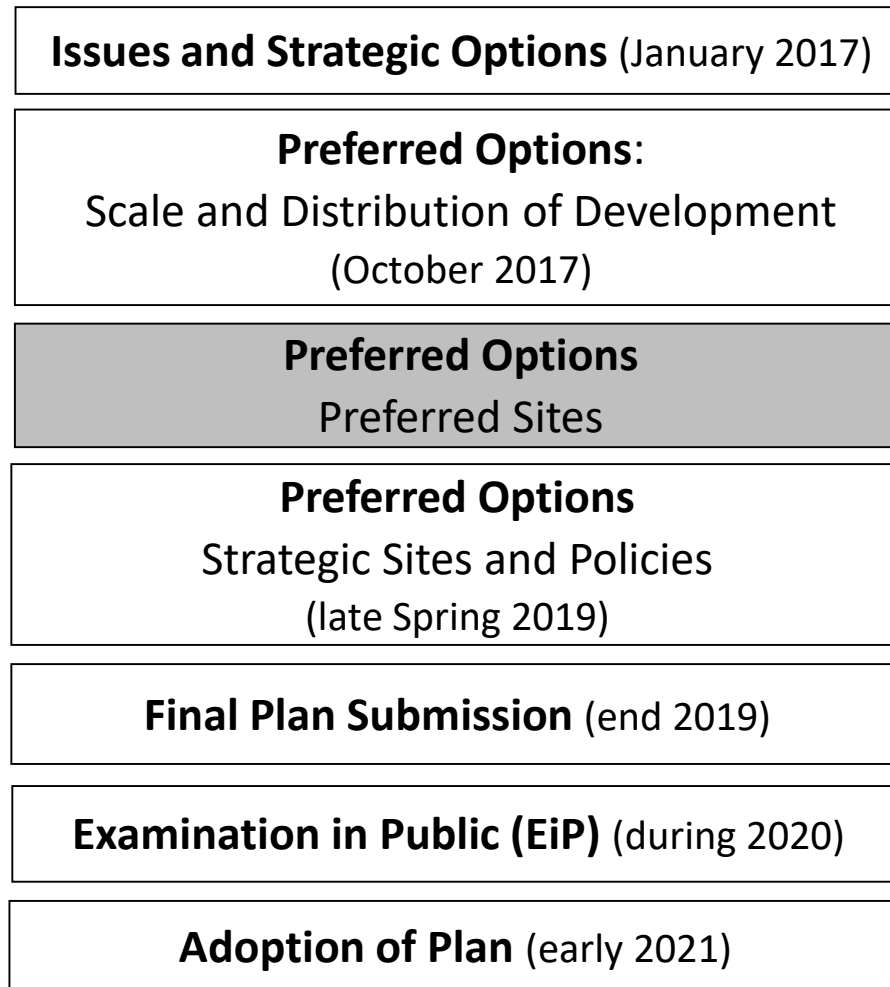 Issues and Strategic Options (January 2017)
Preferred Options:
Scale and Distribution of Development
(October 2017)
Preferred Options
Preferred Sites
Preferred Options
Strategic Sites and Policies
(late Spring 2019)
Final Plan Submission (end 2019)
Examination in Public (EiP) (during 2020)
Adoption of Plan (early 2021)